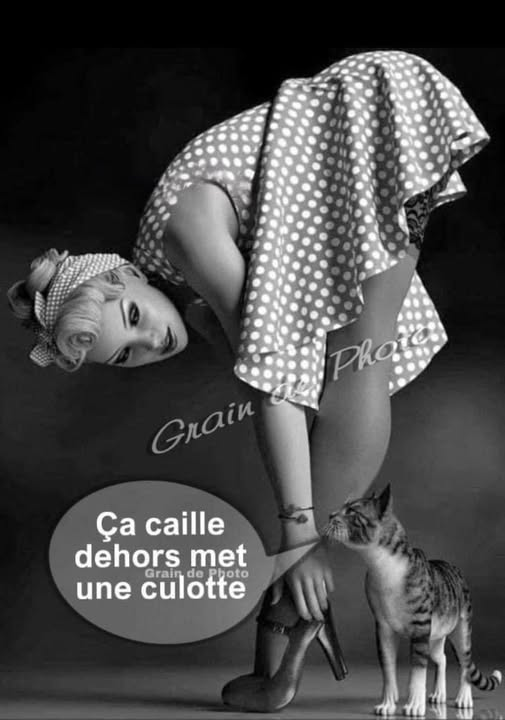 Grain de Photo
Ça caille
dehors met
Grain de Photo
une culotte